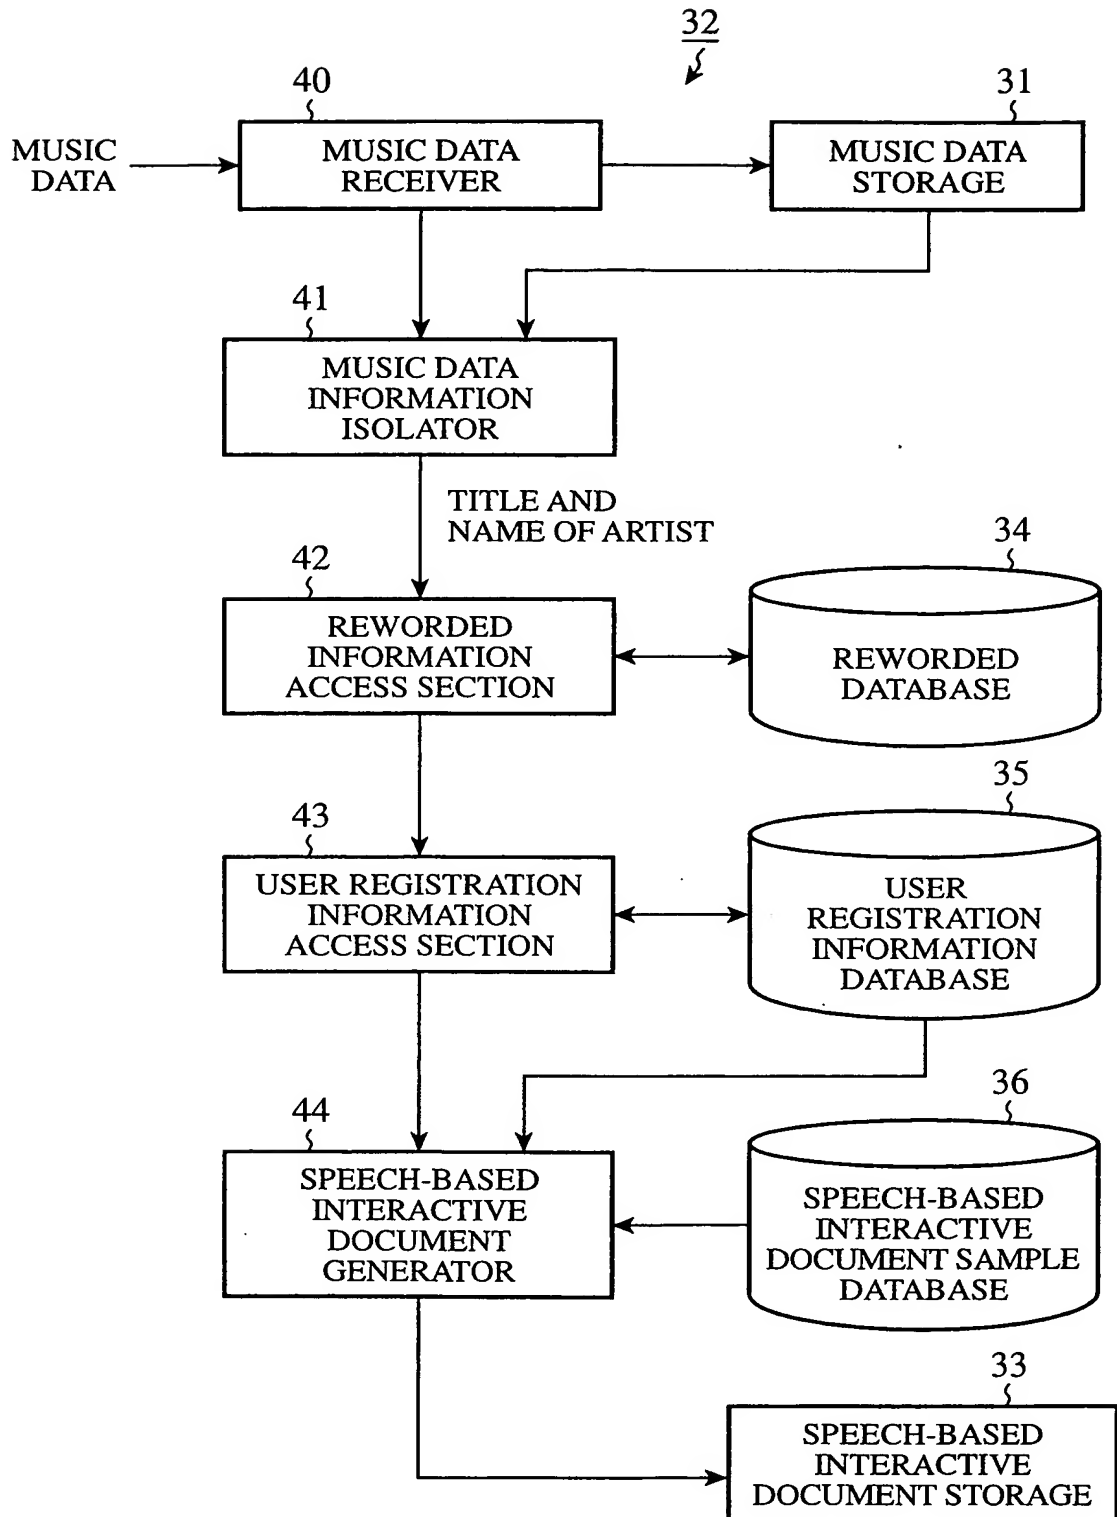 32
40
31
MUSIC
DATA
MUSIC DATA
RECEIVER
MUSIC DATA
STORAGE
41
MUSIC DATA
INFORMATION
ISOLATOR
TITLE AND
NAME OF ARTIST
42
34
REWORDED
INFORMATION
ACCESS SECTION
REWORDED
DATABASE
43
35
USER REGISTRATION
INFORMATION
ACCESS SECTION
USER
REGISTRATION
INFORMATION
DATABASE
44
36
SPEECH-BASED
INTERACTIVE
DOCUMENT
GENERATOR
SPEECH-BASED
INTERACTIVE
DOCUMENT SAMPLE
DATABASE
33
SPEECH-BASED
INTERACTIVE
DOCUMENT STORAGE